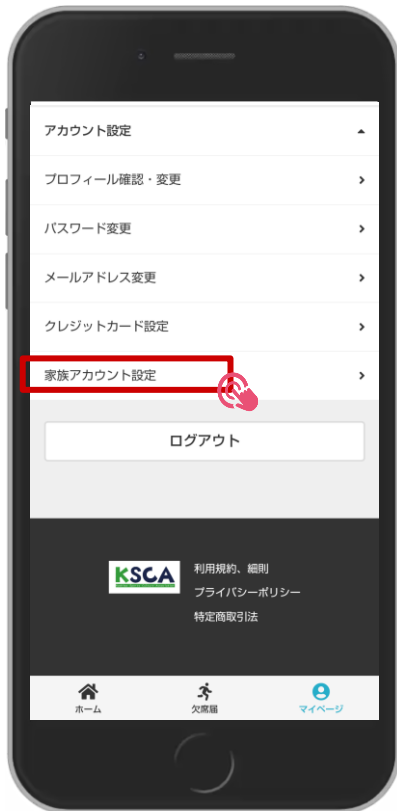 アカウント設定
プロフィール確認・変更
パスワード変更
メールアドレス変更
クレジットカード設定
家族アカウント設定
ログアウト
KSCA
利用規約、細則
プライバシーポリシー
特定商取引法
ホーム
欠席届
マイページ